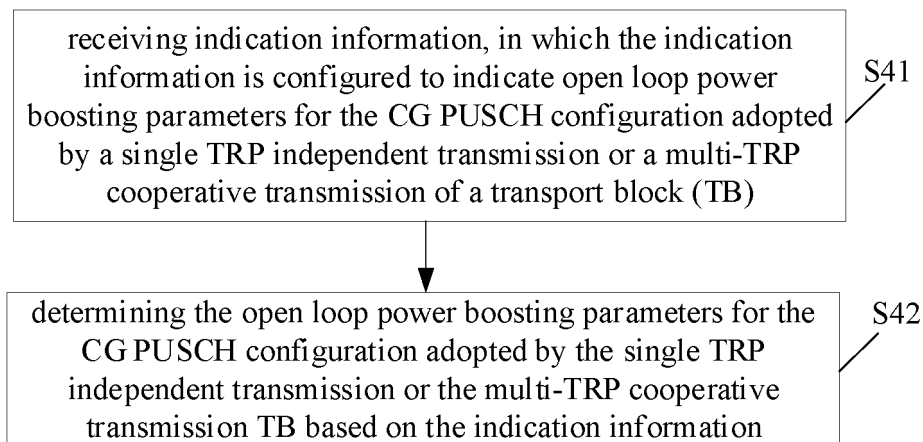 receiving indication information, in which the indication
information is configured to indicate open loop power
boosting parameters for the CG PUSCH configuration adopted
by a single TRP independent transmission or a multi-TRP
cooperative transmission of a transport block (TB)
S41
determining the open loop power boosting parameters for the
CG PUSCH configuration adopted by the single TRP
independent transmission or the multi-TRP cooperative
transmission TB based on the indication information
S42